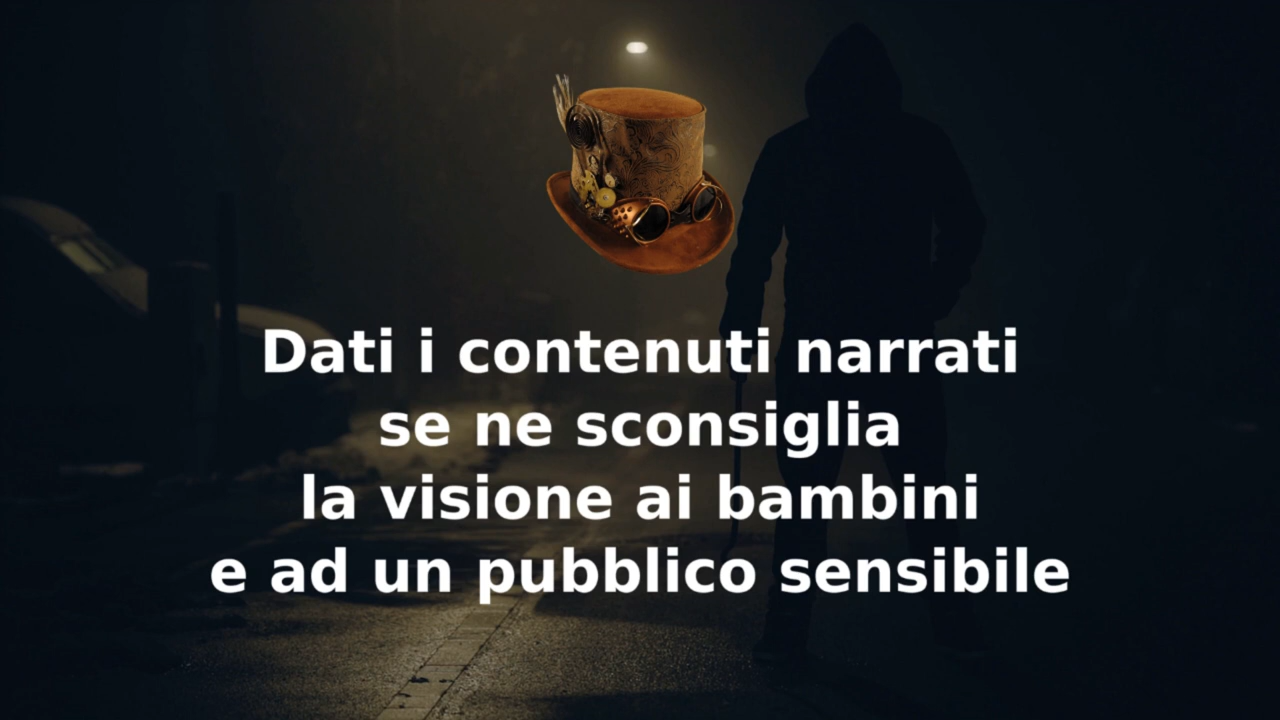 Dati i contenuti narrati
se ne sconsiglia
la visione ai bambini
e ad un pubblico sensibile